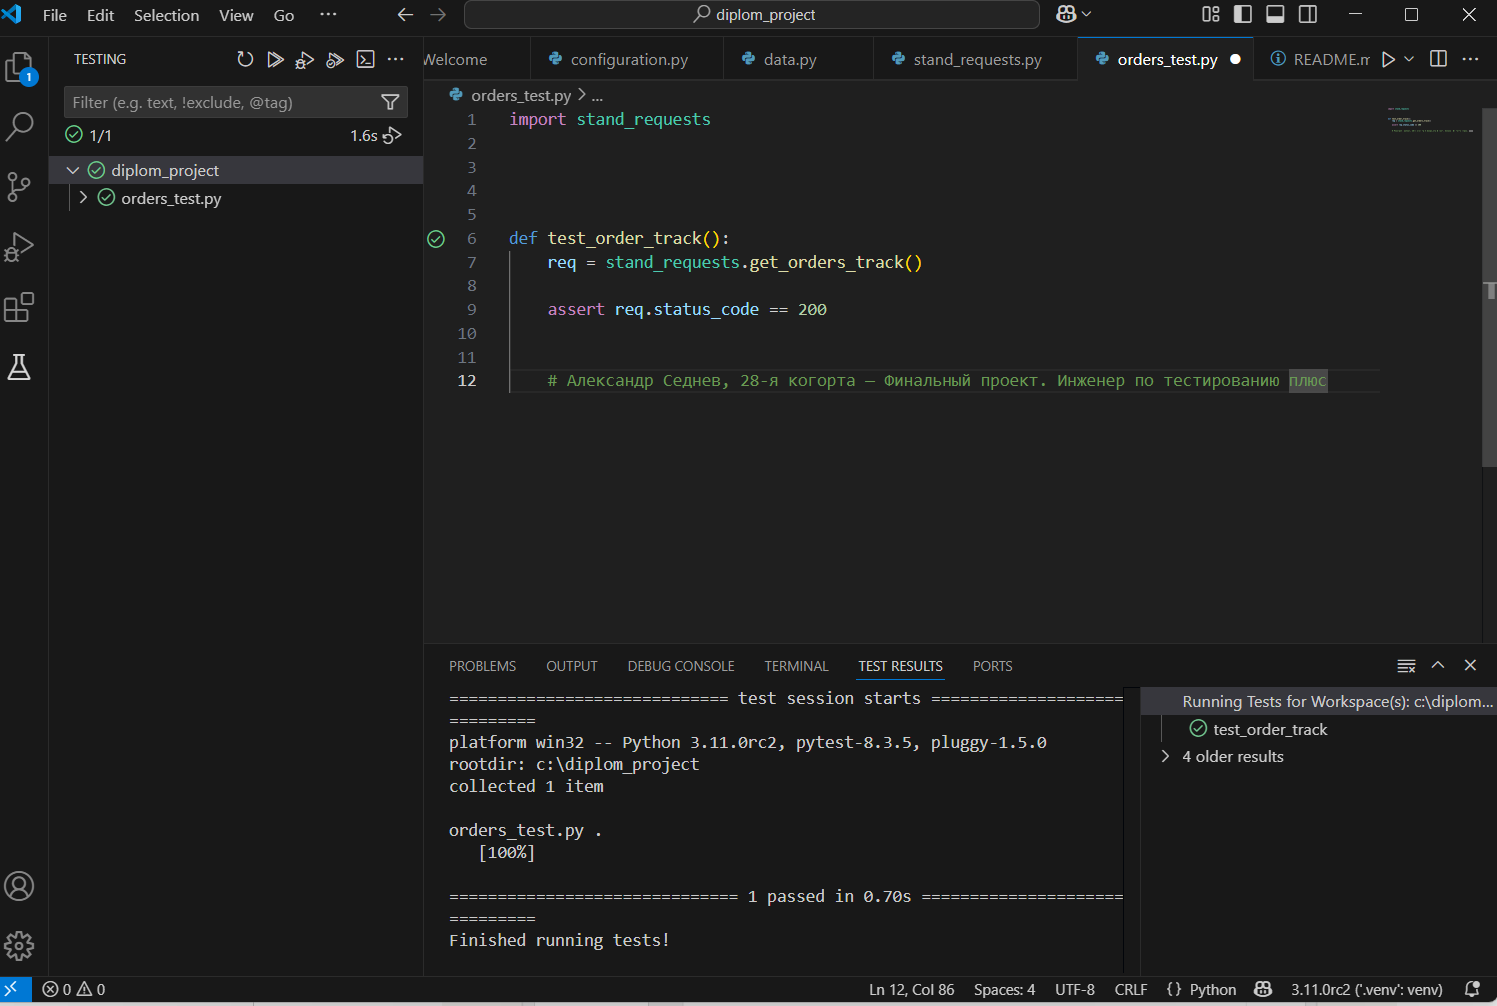 File Edit Selection View Go ··· diplom_project
TESTING
Filter (e.g. text, !exclude, @tag)
1/1 1.6s
diplom_project
orders_test.py
Welcome configuration.py data.py stand_requests.py orders_test.py README.m
orders_test.py > ...
1 import stand_requests
2
3
4
5
6 def test_order_track():
7 req = stand_requests.get_orders_track()
8
9 assert req.status_code == 200
10
11
12 # Александр Седнев, 28-я когорта — Финальный проект. Инженер по тестированию плюс
PROBLEMS OUTPUT DEBUG CONSOLE TERMINAL TEST RESULTS PORTS
============================= test session starts ====================
=========
platform win32 -- Python 3.11.0rc2, pytest-8.3.5, pluggy-1.5.0
rootdir: c:\diplom_project
collected 1 item
orders_test.py .
[100%]
============================== 1 passed in 0.70s =====================
=========
Finished running tests!
Running Tests for Workspace(s): c:\diplom...
test_order_track
4 older results
1
0 0 Ln 12, Col 86 Spaces: 4 UTF-8 CRLF {} Python 3.11.0rc2 ('.venv': venv)